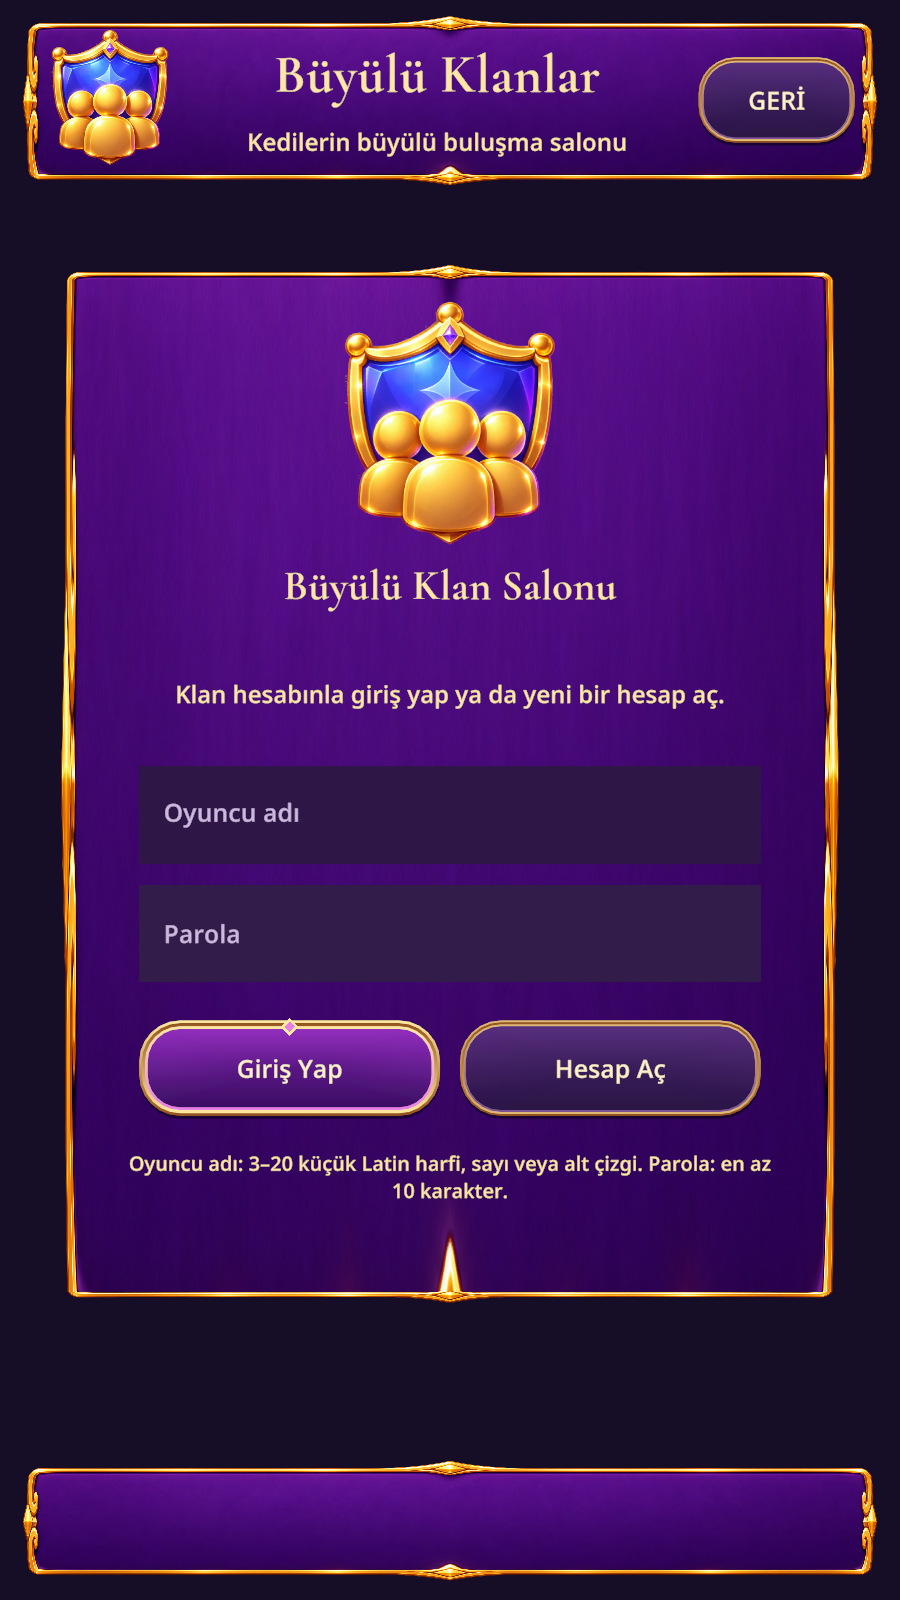 Büyülü Klanlar
Kedilerin büyülü buluşma salonu
GERİ
Büyülü Klan Salonu
Klan hesabınla giriş yap ya da yeni bir hesap aç.
Oyuncu adı
Parola
Giriş Yap
Hesap Aç
Oyuncu adı: 3–20 küçük Latin harfi, sayı veya alt çizgi. Parola: en az
10 karakter.